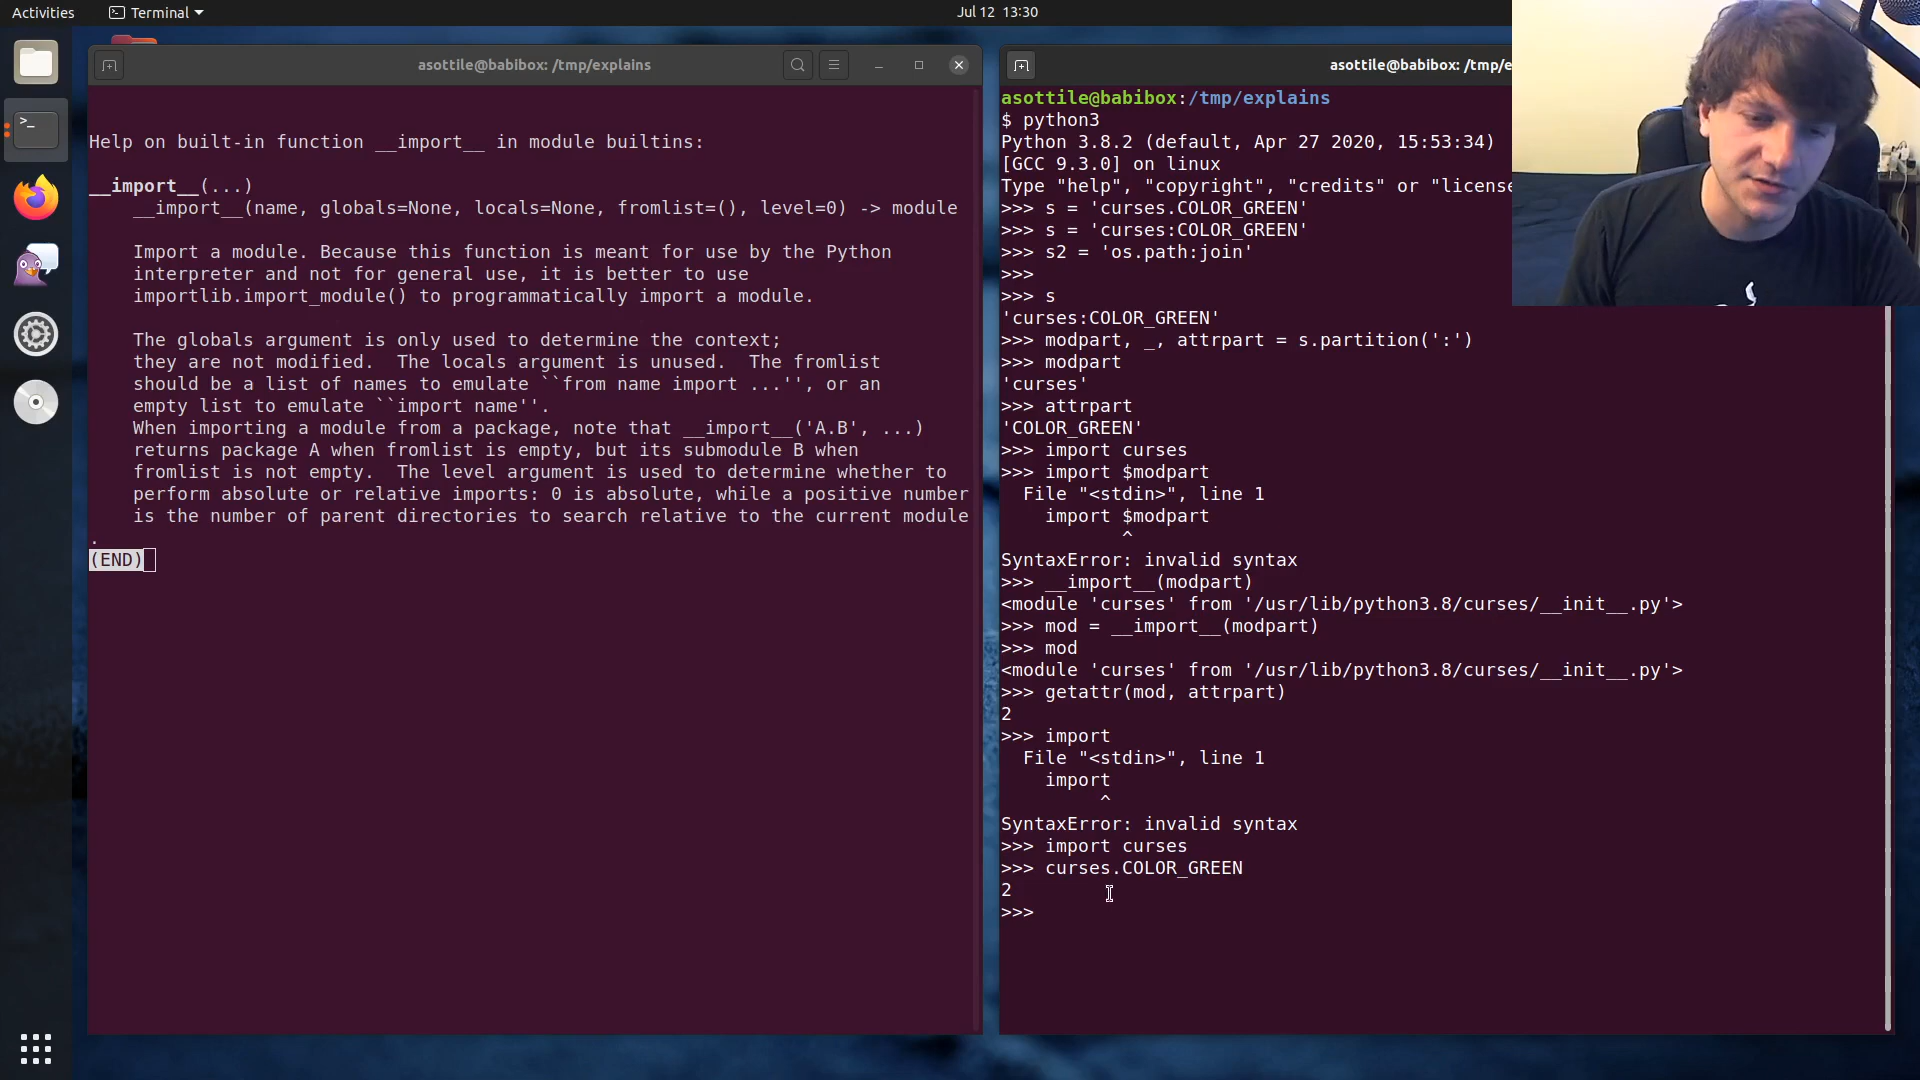 Activities
Terminal
Jul 12 13:30
asottile@babibox: /tmp/explains
Help on built-in function __import__ in module builtins:
__import__(...)
__import__(name, globals=None, locals=None, fromlist=(), level=0) -> module
Import a module. Because this function is meant for use by the Python
interpreter and not for general use, it is better to use
importlib.import_module() to programmatically import a module.
The globals argument is only used to determine the context;
they are not modified.  The locals argument is unused.  The fromlist
should be a list of names to emulate ``from name import ...'', or an
empty list to emulate ``import name''.
When importing a module from a package, note that __import__('A.B', ...)
returns package A when fromlist is empty, but its submodule B when
fromlist is not empty.  The level argument is used to determine whether to
perform absolute or relative imports: 0 is absolute, while a positive number
is the number of parent directories to search relative to the current module
.
(END)
asottile@babibox: /tmp/e
asottile@babibox:/tmp/explains
$ python3
Python 3.8.2 (default, Apr 27 2020, 15:53:34)
[GCC 9.3.0] on linux
Type "help", "copyright", "credits" or "license
>>> s = 'curses.COLOR_GREEN'
>>> s = 'curses:COLOR_GREEN'
>>> s2 = 'os.path:join'
>>>
>>> s
'curses:COLOR_GREEN'
>>> modpart, _, attrpart = s.partition(':')
>>> modpart
'curses'
>>> attrpart
'COLOR_GREEN'
>>> import curses
>>> import $modpart
File "<stdin>", line 1
import $modpart
^
SyntaxError: invalid syntax
>>> __import__(modpart)
<module 'curses' from '/usr/lib/python3.8/curses/__init__.py'>
>>> mod = __import__(modpart)
>>> mod
<module 'curses' from '/usr/lib/python3.8/curses/__init__.py'>
>>> getattr(mod, attrpart)
2
>>> import
File "<stdin>", line 1
import
^
SyntaxError: invalid syntax
>>> import curses
>>> curses.COLOR_GREEN
2
>>>